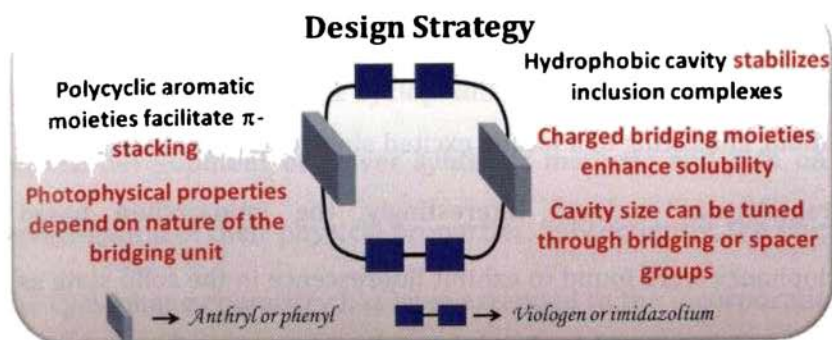 Design Strategy
Polycyclic aromatic
moieties facilitate π-
stacking
Photophysical properties
depend on nature of the
bridging unit
Hydrophobic cavity stabilizes
inclusion complexes
Charged bridging moieties
enhance solubility
Cavity size can be tuned
through bridging or spacer
groups
→ Anthryl or phenyl
→ Viologen or imidazolium